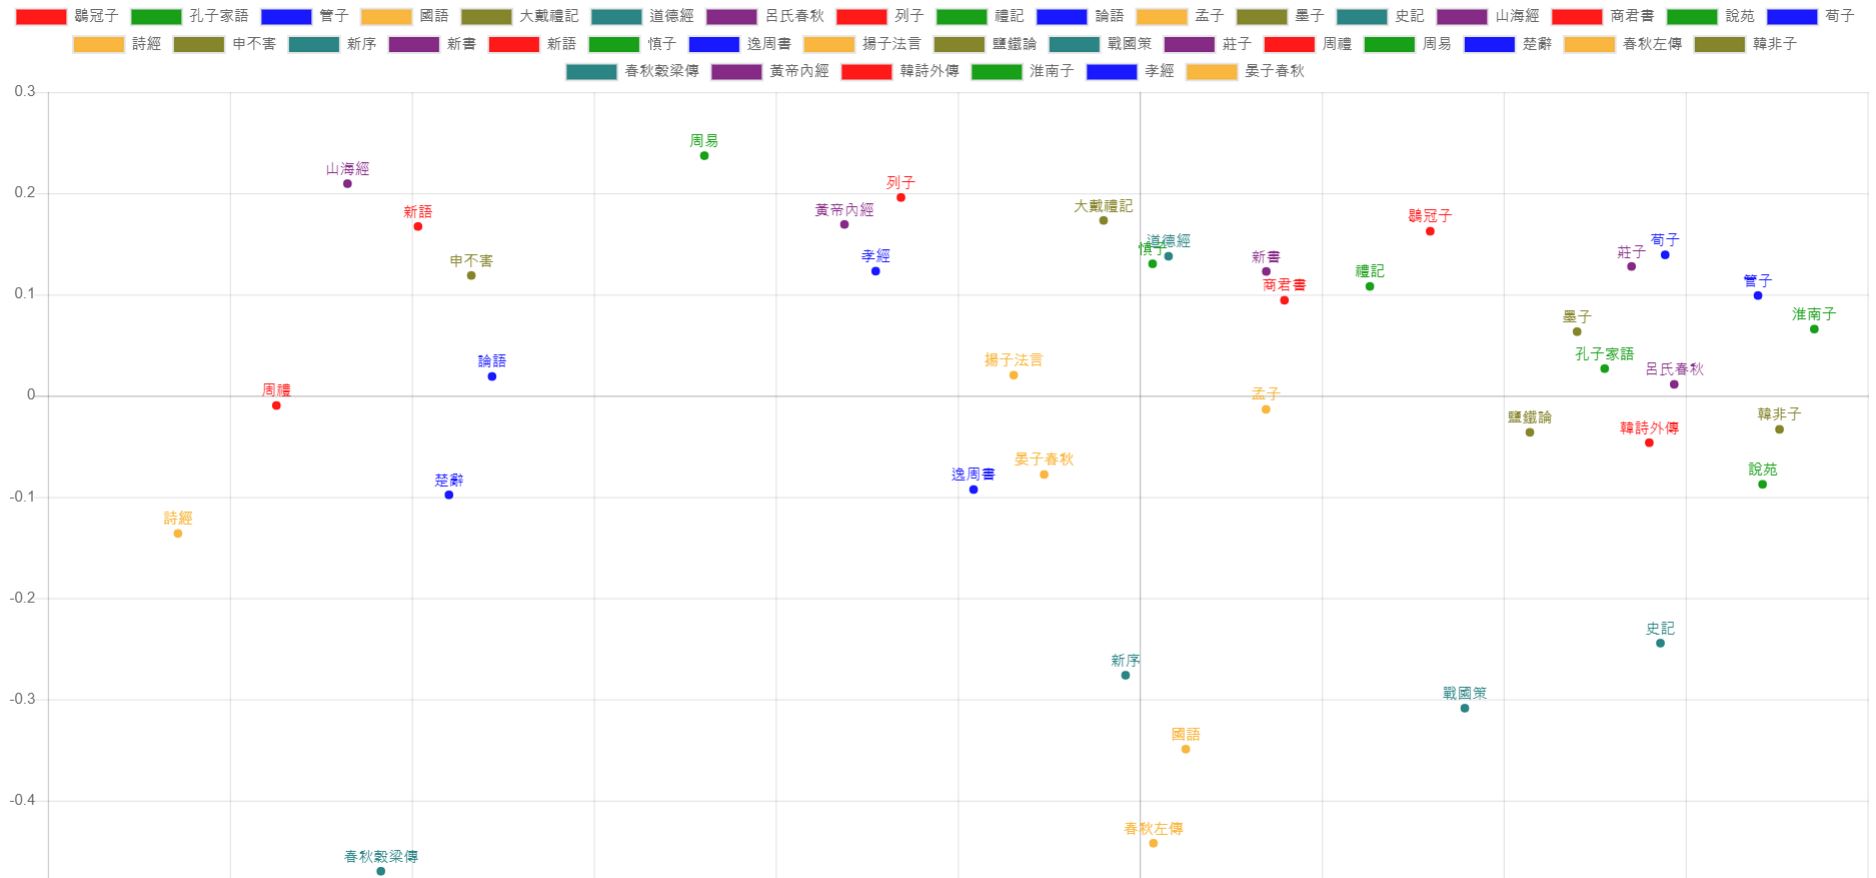 鶡冠子 孔子家語 管子 國語 大戴禮記 道德經 呂氏春秋 列子 禮記 論語 孟子 墨子 史記 山海經 商君書 說苑 荀子
詩經 申不害 新序 新書 新語 慎子 逸周書 揚子法言 鹽鐵論 戰國策 莊子 周禮 周易 楚辭 春秋左傳 韓非子
春秋穀梁傳 黃帝內經 韓詩外傳 淮南子 孝經 晏子春秋
0.3
周易
山海經
列子
0.2
新語
黃帝內經
大戴禮記
鶡冠子
道德經
慎子
荀子
莊子
申不害
孝經
新書
禮記
管子
0.1
商君書
淮南子
墨子
論語
揚子法言
孔子家語
呂氏春秋
周禮
0
孟子
韓非子
鹽鐵論
韓詩外傳
晏子春秋
說苑
楚辭
逸周書
-0.1
詩經
-0.2
史記
新序
-0.3
戰國策
國語
-0.4
春秋左傳
春秋穀梁傳